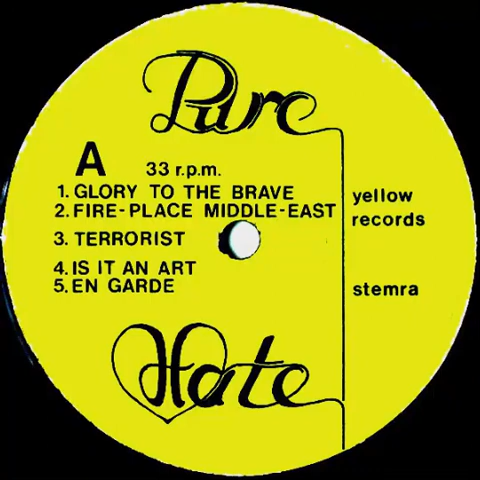 Pure
A 33 r.p.m.
1. GLORY TO THE BRAVE
2. FIRE-PLACE MIDDLE-EAST
3. TERRORIST
4. IS IT AN ART
5. EN GARDE
yellow
records
stemra
Hate